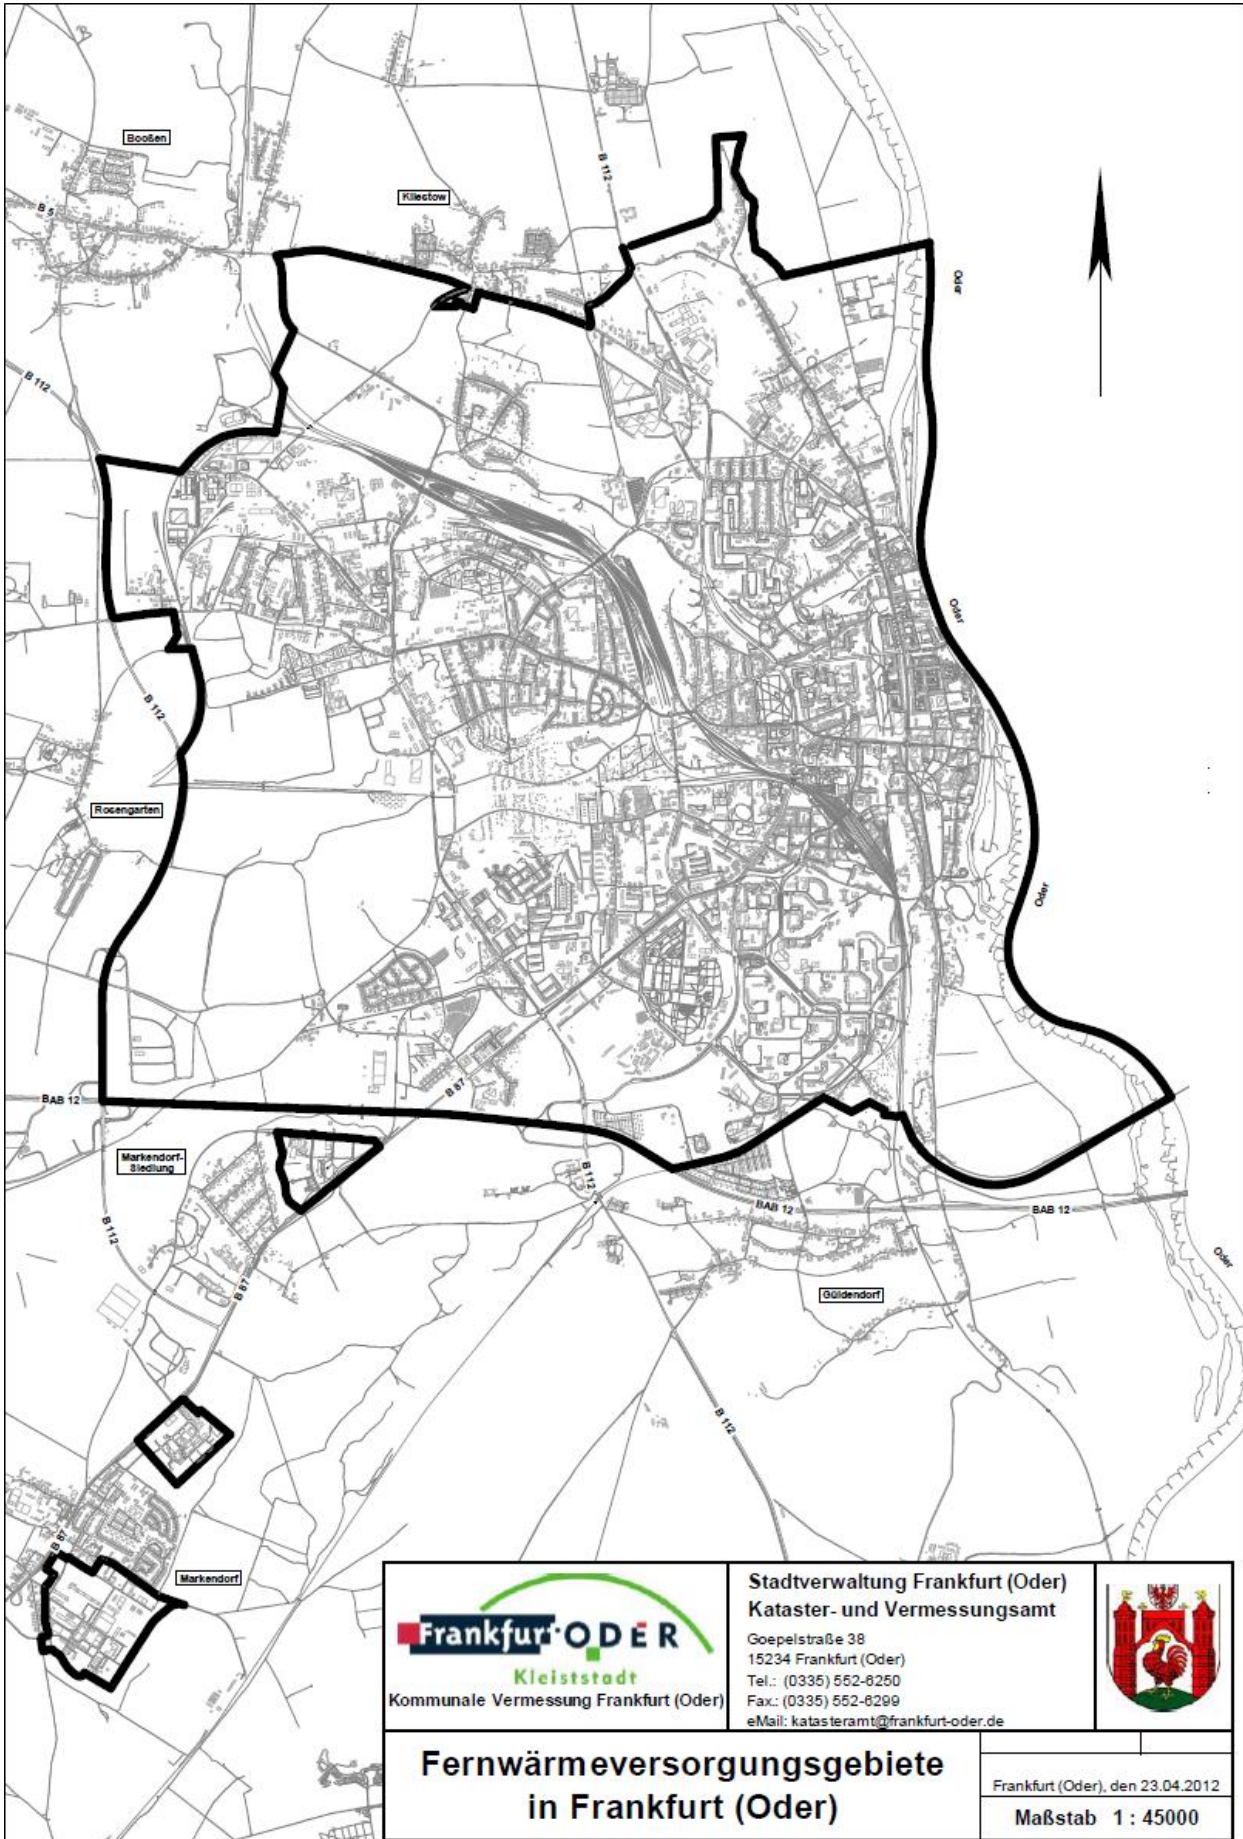 Booßen
B 5
Kliestow
B 112
Oder
B 112
Oder
B 112
Rosengarten
Oder
BAB 12
B 87
Markendorf-
Siedlung
B 112
BAB 12
BAB 12
B 112
Oder
B 87
Güldendorf
B 112
B 87
Markendorf
Frankfurt ODER
Kleiststadt
Kommunale Vermessung Frankfurt (Oder)
Stadtverwaltung Frankfurt (Oder)
Kataster- und Vermessungsamt
Goepelstraße 38
15234 Frankfurt (Oder)
Tel.: (0335) 552-6250
Fax.: (0335) 552-6299
eMail: katasteramt@frankfurt-oder.de
Fernwärmeversorgungsgebiete
in Frankfurt (Oder)
Frankfurt (Oder), den 23.04.2012
Maßstab 1 : 45000